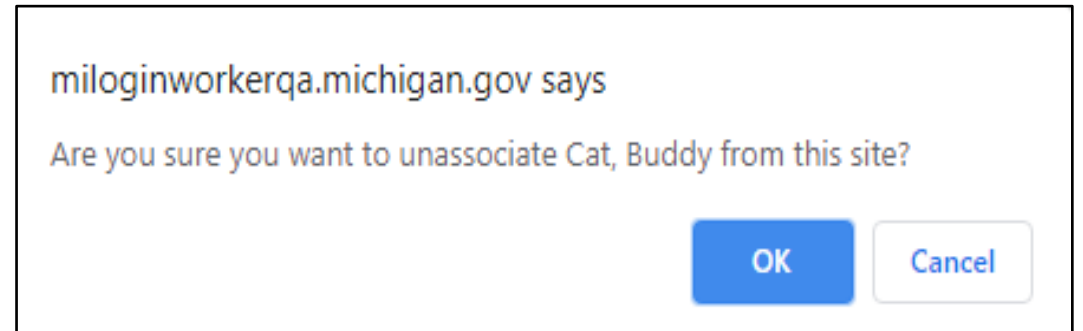 miloginworkerqa.michigan.gov says
Are you sure you want to unassociate Cat, Buddy from this site?
OK Cancel